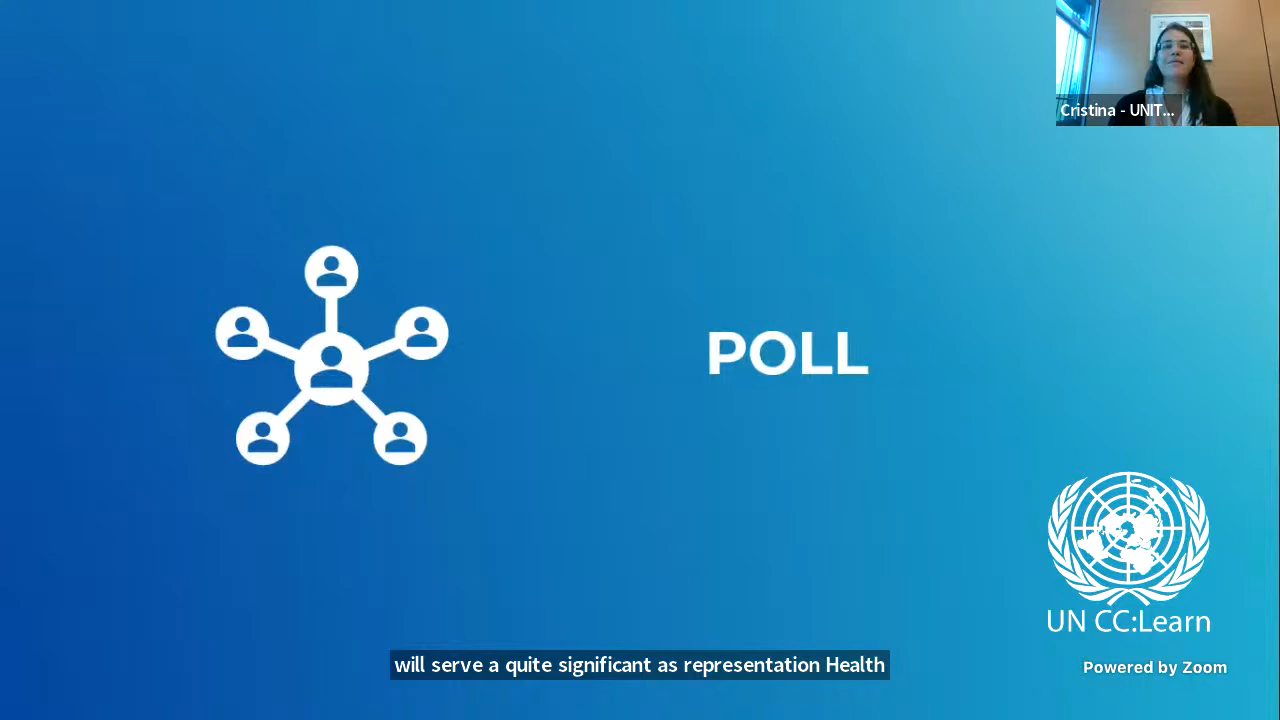 Cristina - UNIT...
POLL
UN CC:Learn
will serve a quite significant as representation Health
Powered by Zoom